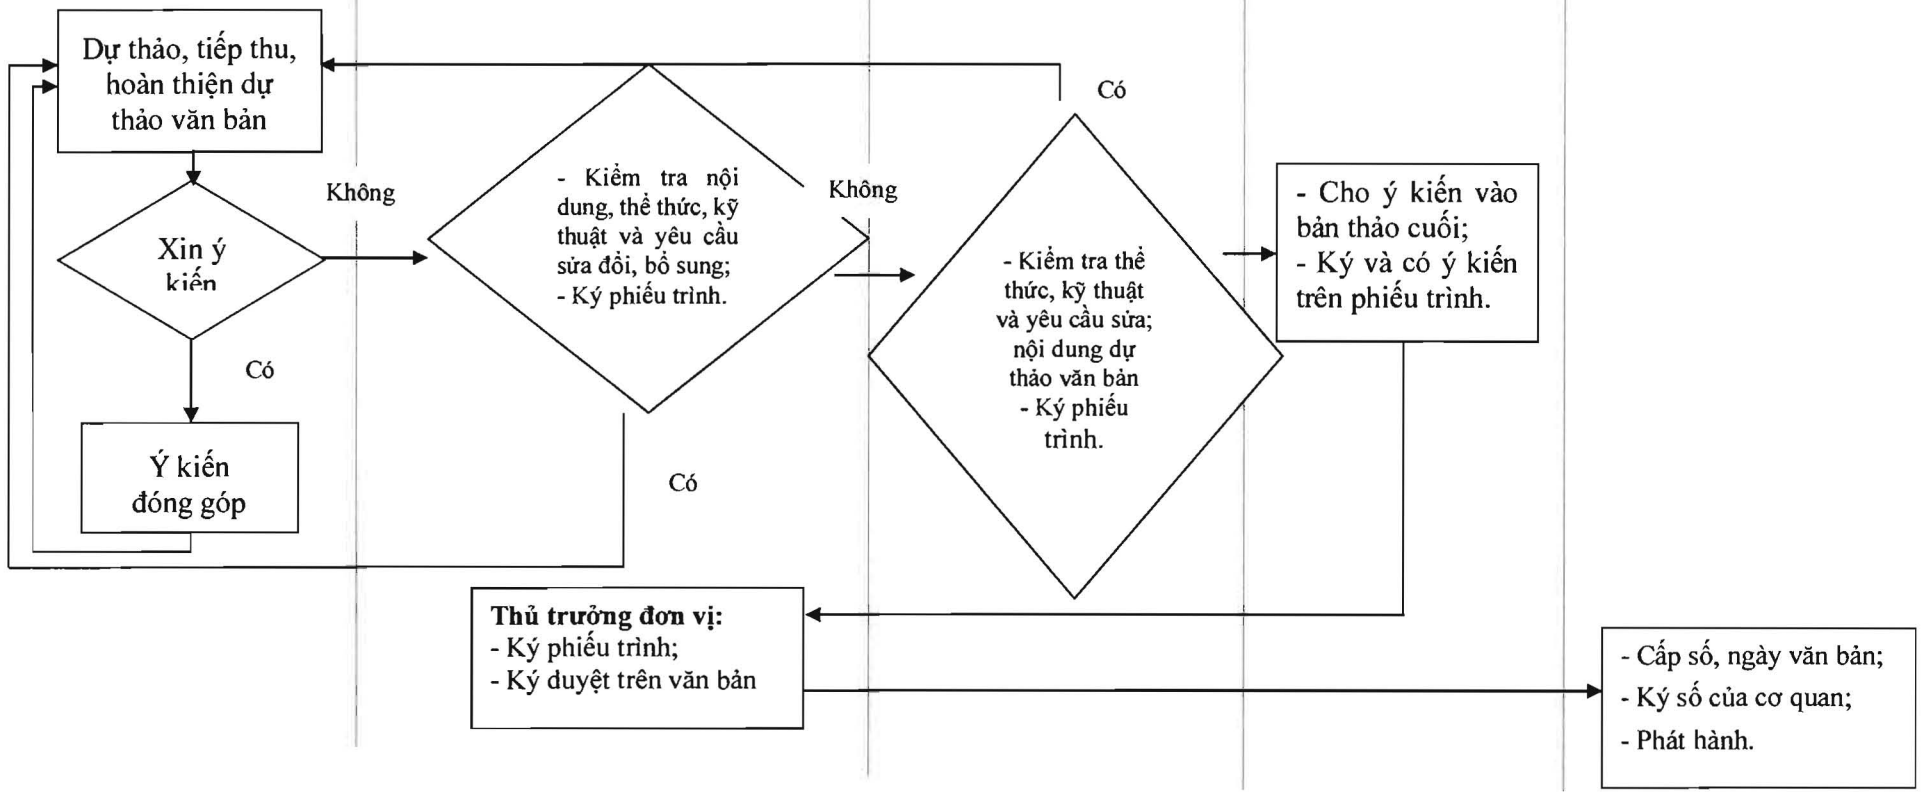 Dự thảo, tiếp thu,
hoàn thiện dự
thảo văn bản
Có
Không
Xin ý
kiến
- Kiểm tra nội
dung, thể thức, kỹ
thuật và yêu cầu
sửa đổi, bổ sung;
- Ký phiếu trình.
Không
- Kiểm tra thể
thức, kỹ thuật
và yêu cầu sửa;
nội dung dự
thảo văn bản
- Ký phiếu
trình.
- Cho ý kiến vào
bản thảo cuối;
- Ký và có ý kiến
trên phiếu trình.
Có
Ý kiến
đóng góp
Có
Thủ trưởng đơn vị:
- Ký phiếu trình;
- Ký duyệt trên văn bản
- Cấp số, ngày văn bản;
- Ký số của cơ quan;
- Phát hành.